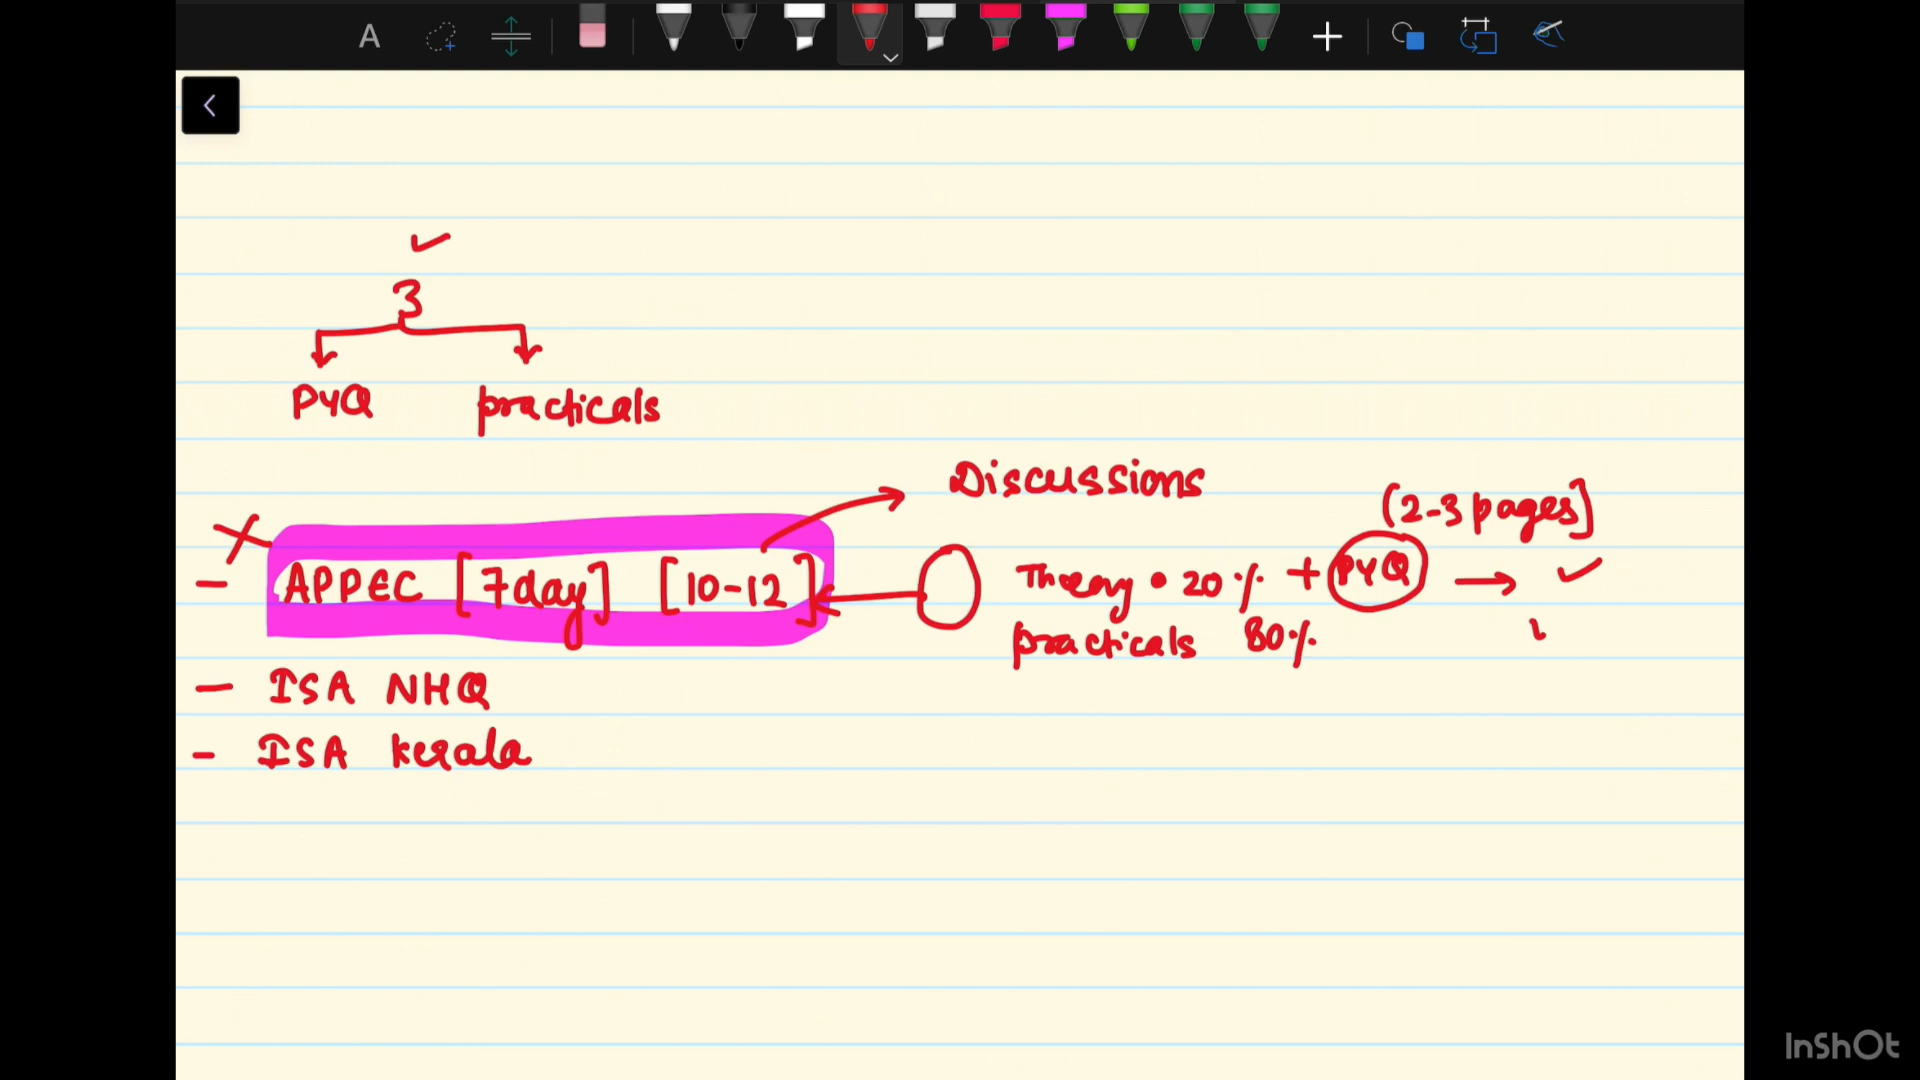 A
3
PYQ practicals
Discussions
(2-3 pages]
- APPEC [7day] [10-12]
Theory • 20% + PYQ
practicals 80%
- ISA NHQ
- ISA kerala
InShOt